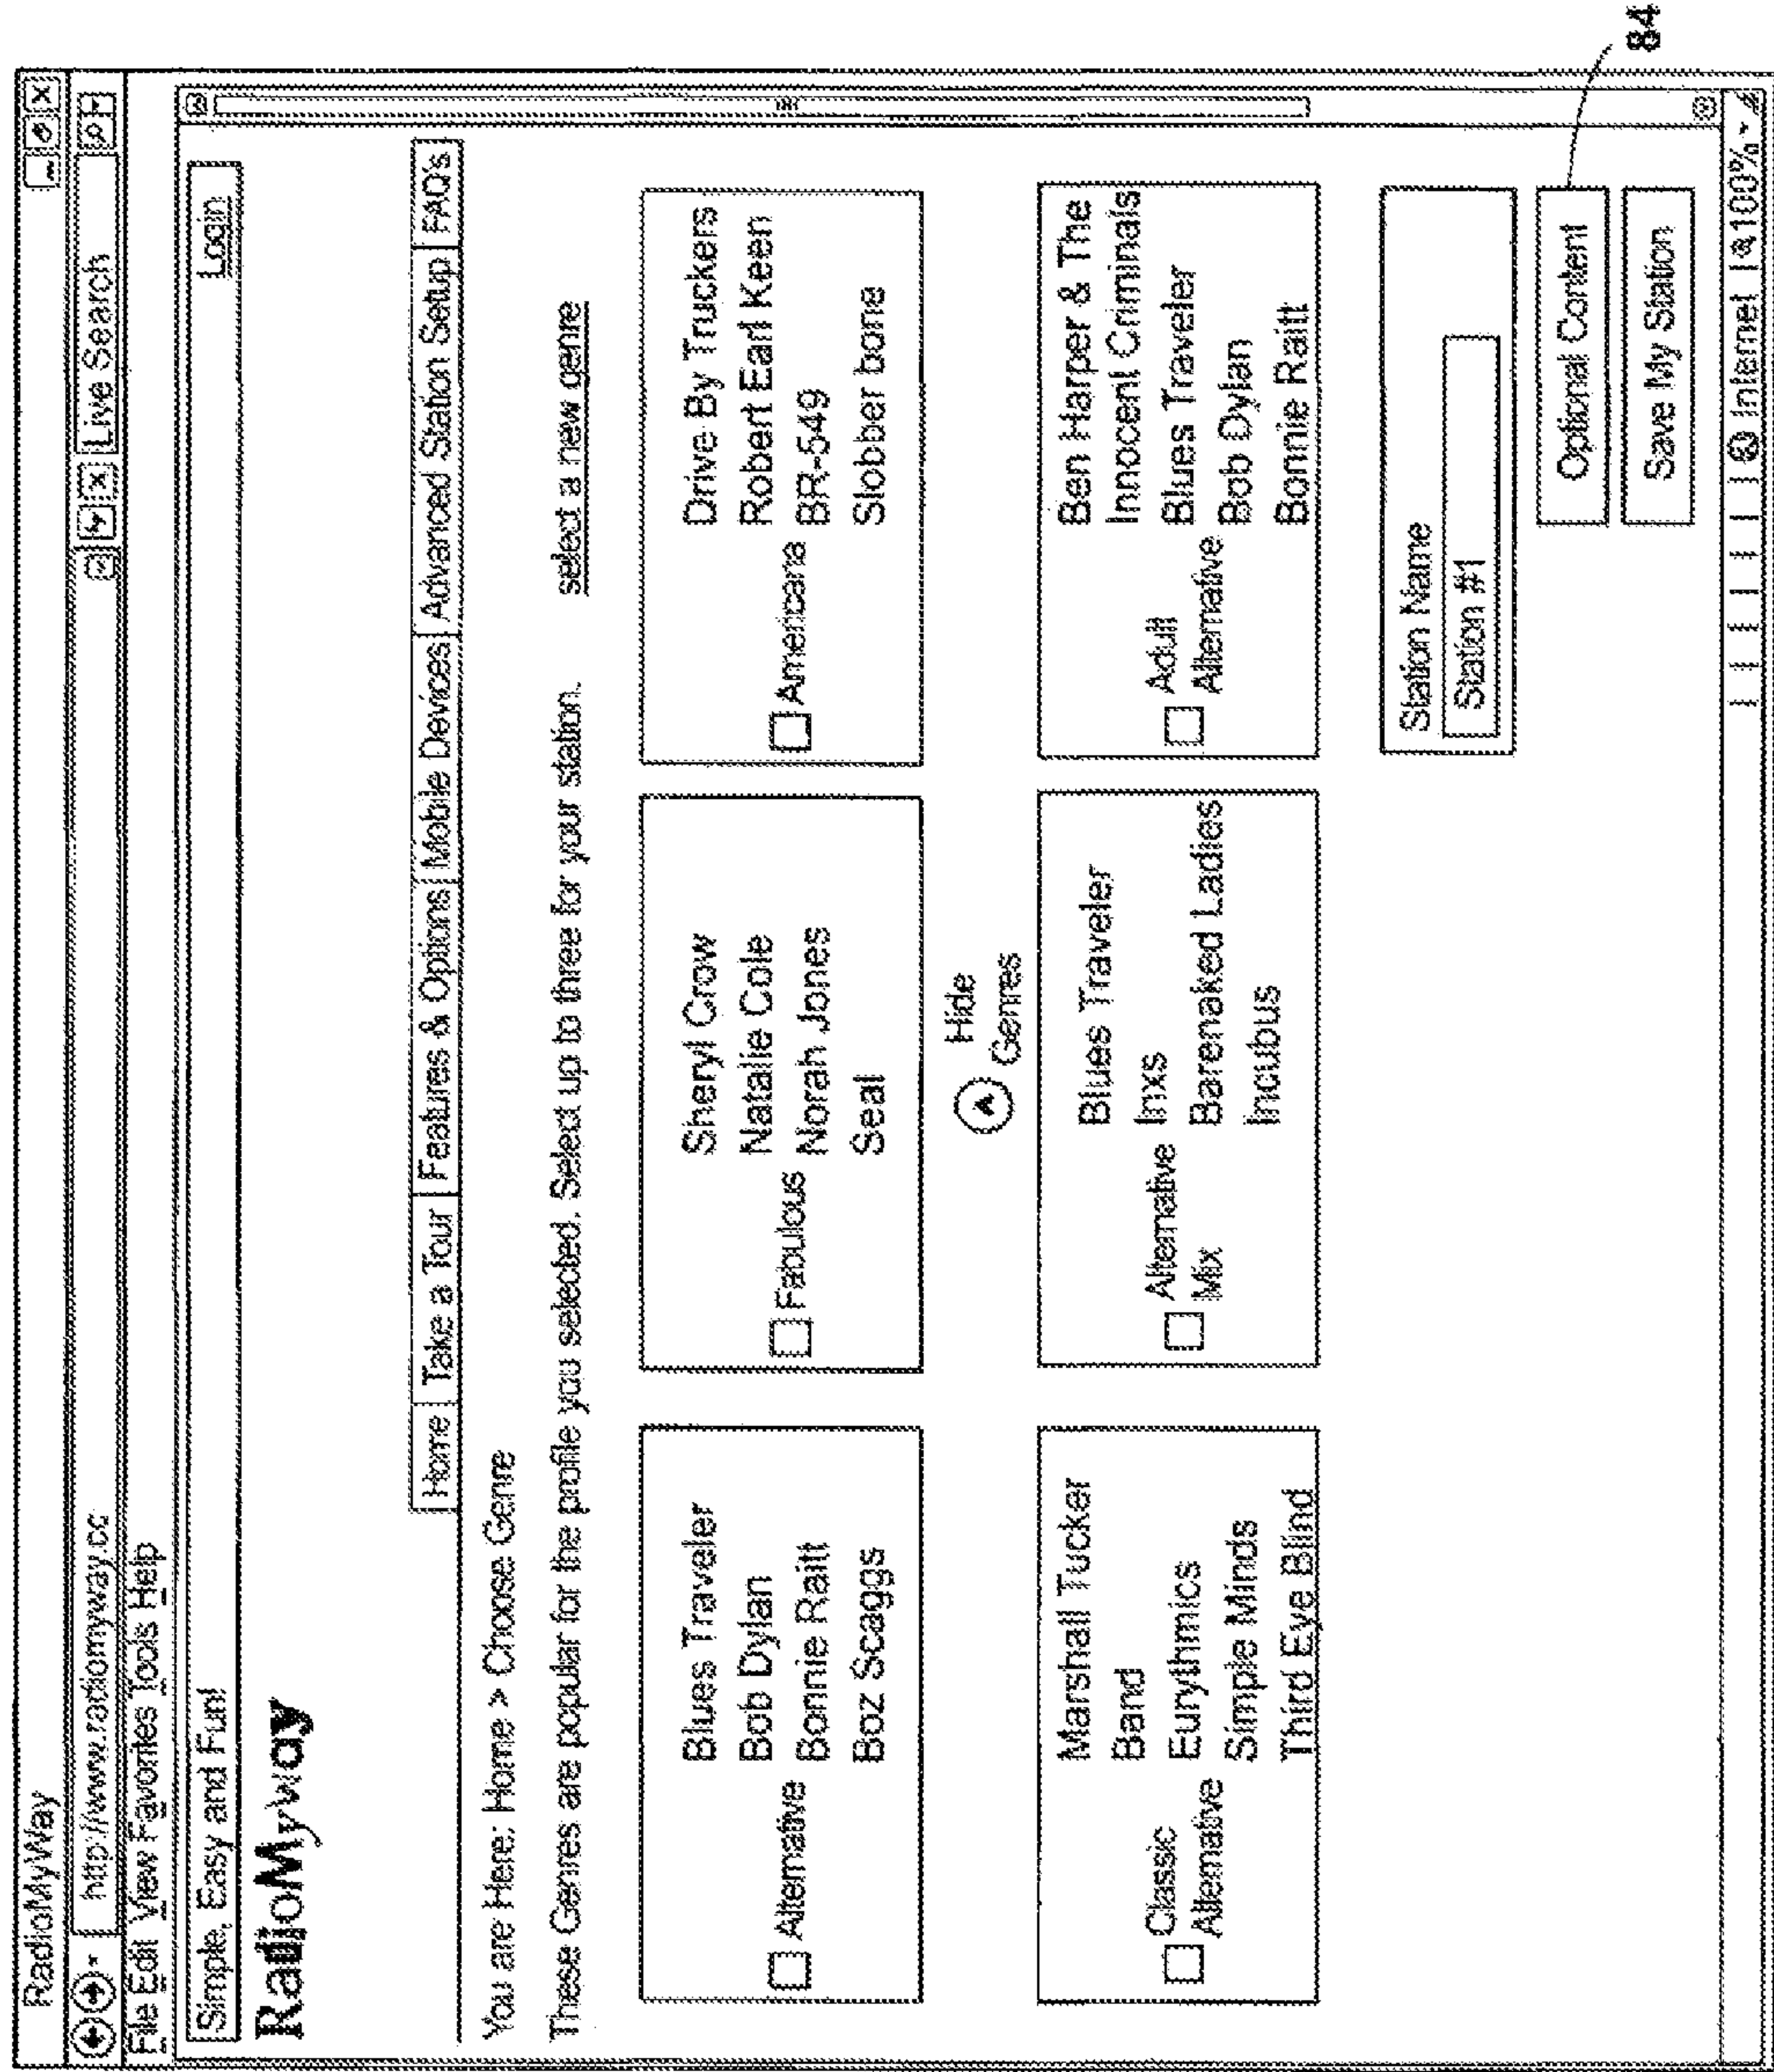 RadioMyWay
http://www.radiomyway.cc
Live Search
File Edit View Favorites Tools Help
Simple, Easy and Fun!
Login
RadioMyway
Home
Take a Tour
Features & Options
Mobile Devices
Advanced Station Setup
FAQ's
You are Here: Home > Choose Genre
These Genres are popular for the profile you selected. Select up to three for your station.
select a new genre
Alternative
Blues Traveler
Bob Dylan
Bonnie Raitt
Boz Scaggs
Fabulous
Sheryl Crow
Natalie Cole
Norah Jones
Seal
Americana
Drive By Truckers
Robert Earl Keen
BR-549
Slobber bone
Hide
Genres
Classic
Alternative
Marshall Tucker
Band
Eurythmics
Simple Minds
Third Eye Blind
Alternative
Mix
Blues Traveler
Inxs
Barenaked Ladies
Incubus
Adult
Alternative
Ben Harper & The
Innocent Criminals
Blues Traveler
Bob Dylan
Bonnie Raitt
Station Name
Station #1
Optional Content
84
Save My Station
Internet
100%